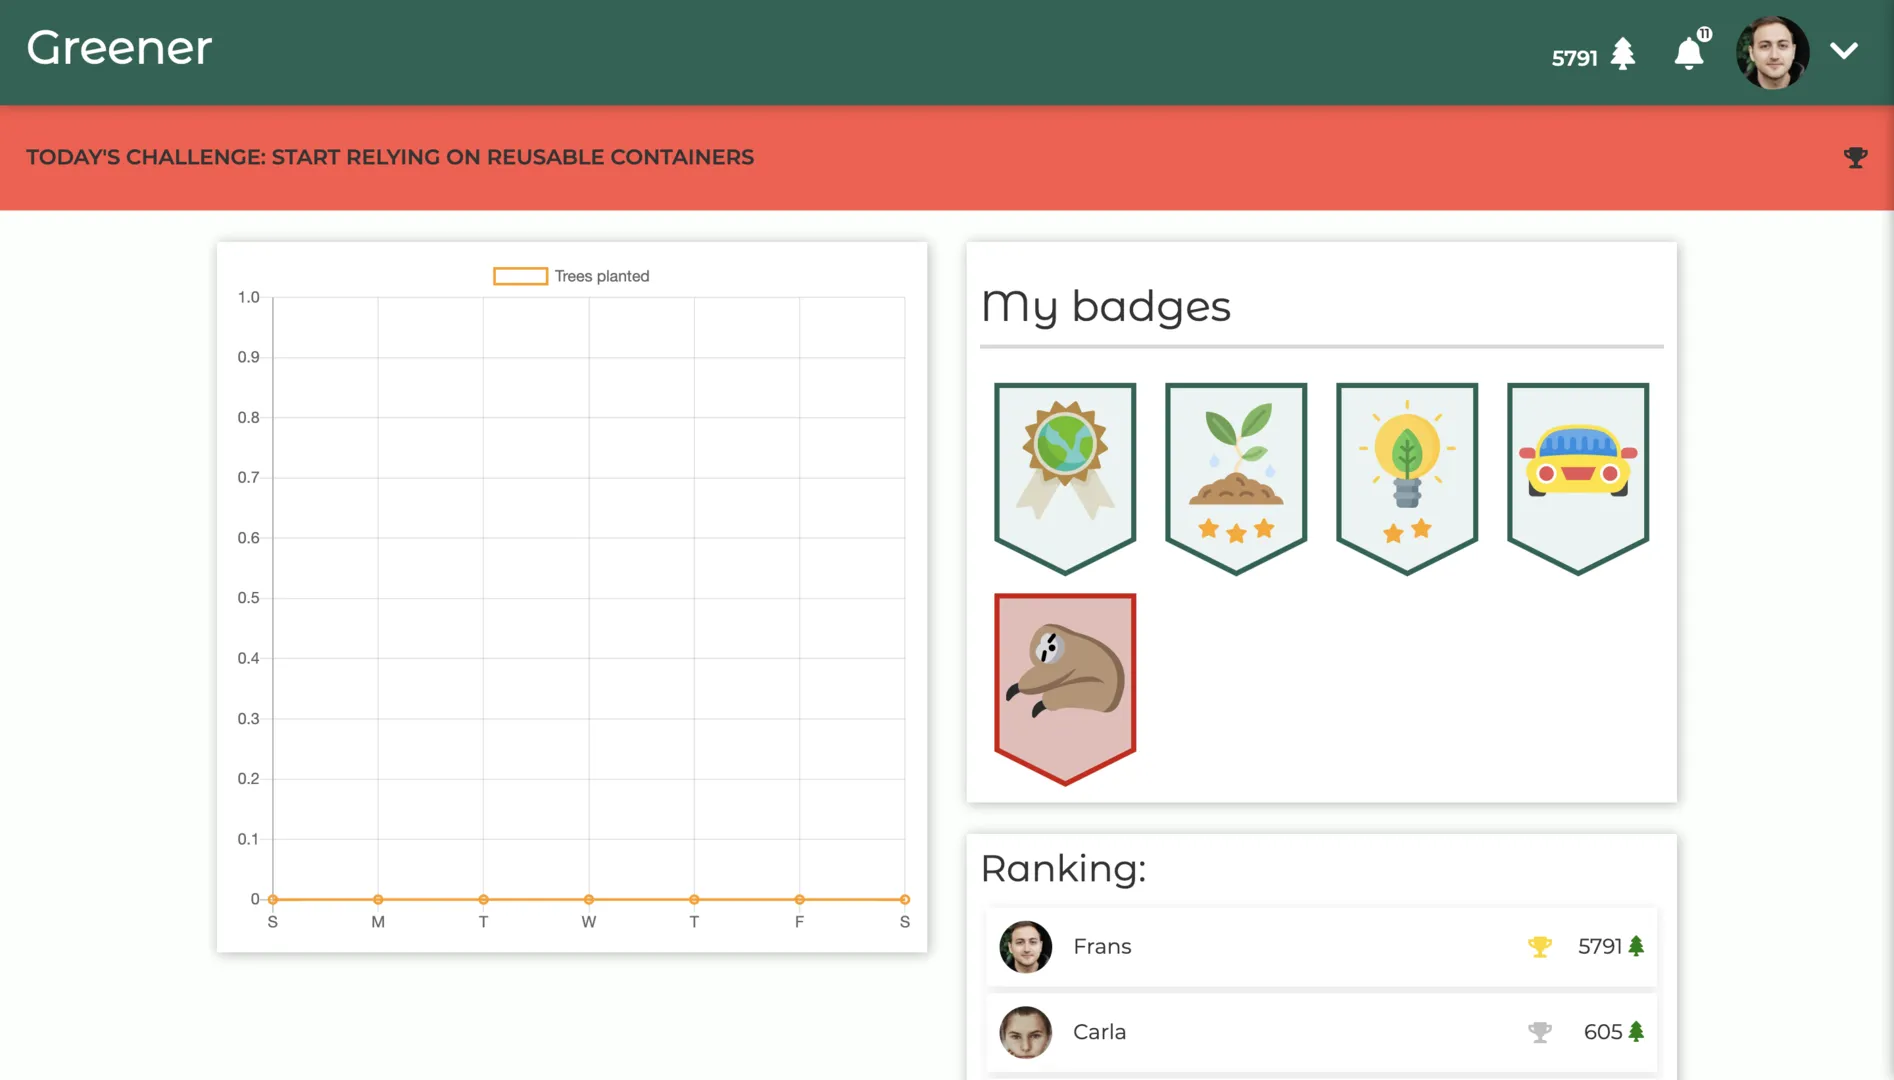 Greener
5791
11
TODAY'S CHALLENGE: START RELYING ON REUSABLE CONTAINERS
Trees planted
1.0
0.9
0.8
0.7
0.6
0.5
0.4
0.3
0.2
0.1
0
S M T W T F S
My badges
Ranking:
Frans 5791
Carla 605